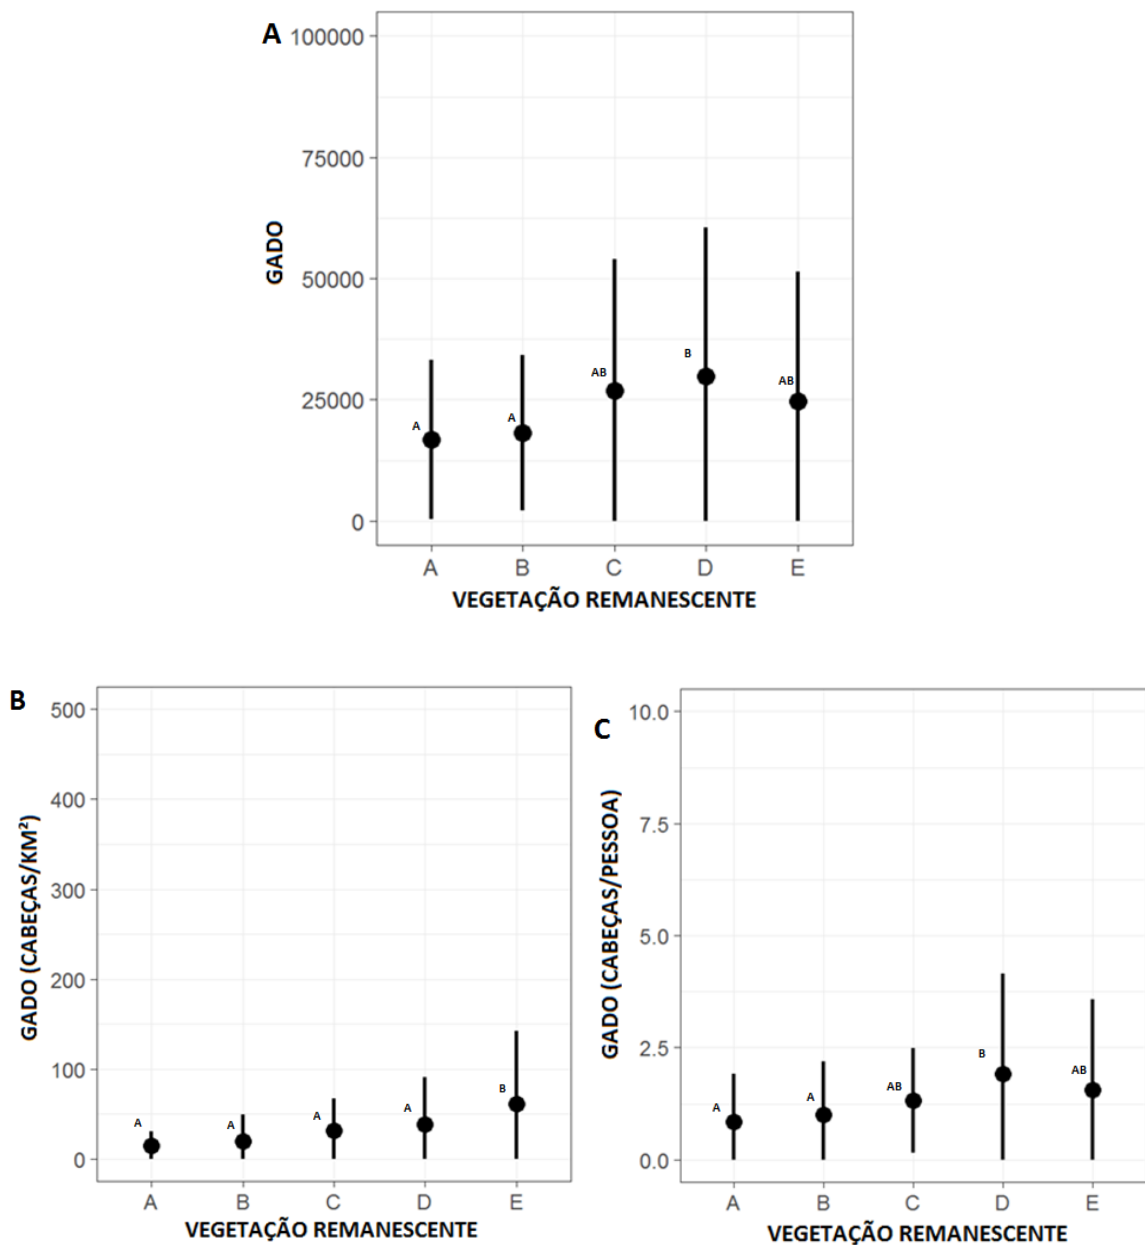 A
100000
75000
50000
25000
0
GADO
A
A
AB
B
AB
A B C D E
VEGETAÇÃO REMANESCENTE
B
500
400
300
200
100
0
GADO (CABEÇAS/KM²)
A
A
A
A
B
A B C D E
VEGETAÇÃO REMANESCENTE
C
10.0
7.5
5.0
2.5
0.0
GADO (CABEÇAS/PESSOA)
A
A
AB
B
AB
A B C D E
VEGETAÇÃO REMANESCENTE